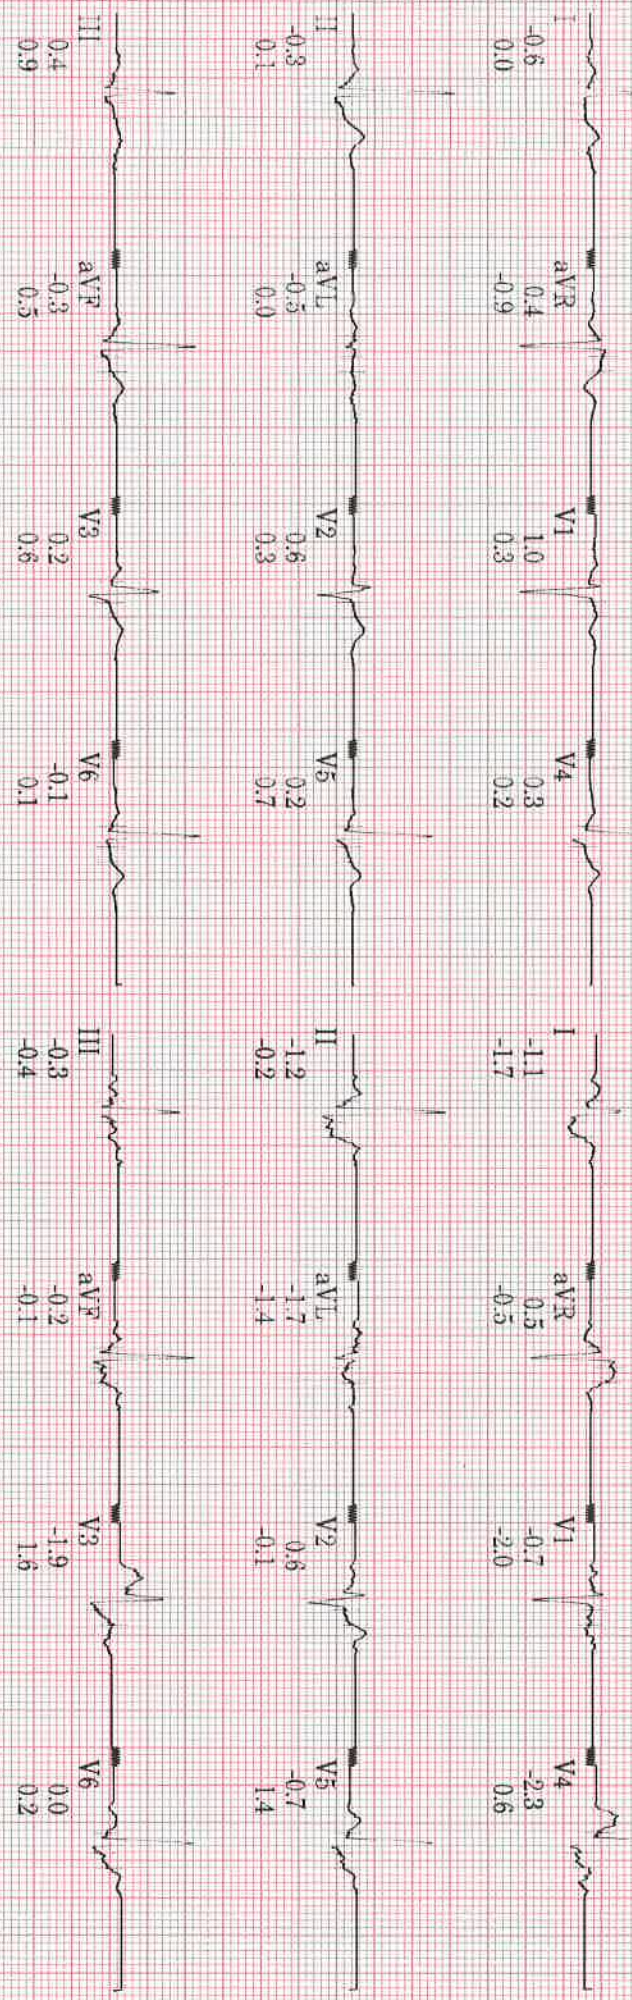 I aVR V1 V4 I aVR V1 V4
-0.6 0.4 1.0 0.3 -1.1 0.5 -0.7 -2.3
0.0 -0.9 0.3 0.2 -1.7 -0.5 -2.0 0.6
II aVL V2 V5 II aVL V2 V5
-0.3 -0.5 0.6 0.2 -1.2 -1.7 0.6 -0.7
0.1 0.0 0.3 0.7 -0.2 -1.4 -0.1 1.4
III aVF V3 V6 III aVF V3 V6
0.4 -0.3 0.2 -0.1 -0.3 -0.2 -1.9 0.0
0.9 0.5 0.6 0.1 -0.4 -0.1 1.6 0.2